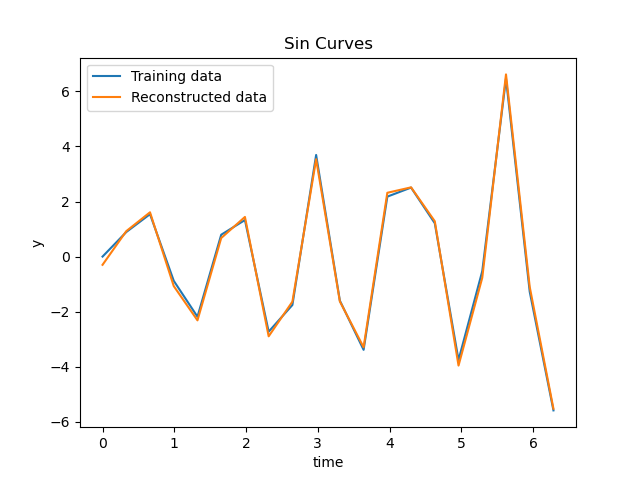 Sin Curves
Training data
Reconstructed data
6
4
2
0
−2
−4
−6
y
0 1 2 3 4 5 6
time